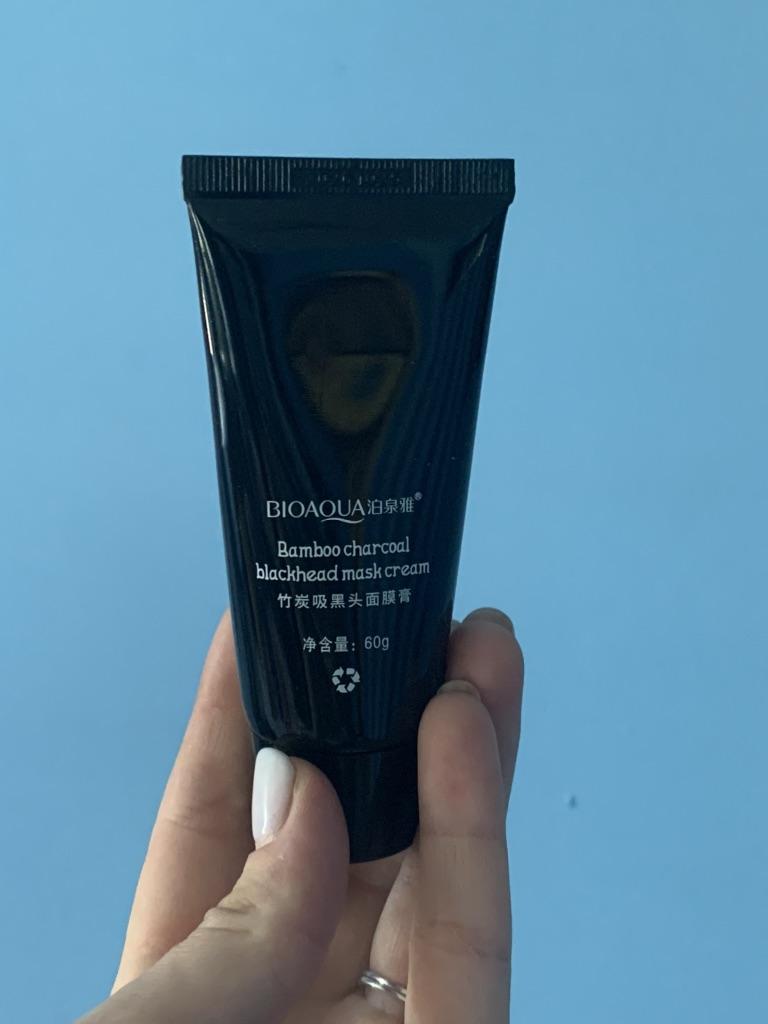 BIOAQUA泊泉雅®
Bamboo charcoal
blackhead mask cream
竹炭吸黑头面膜膏
净含量：60g